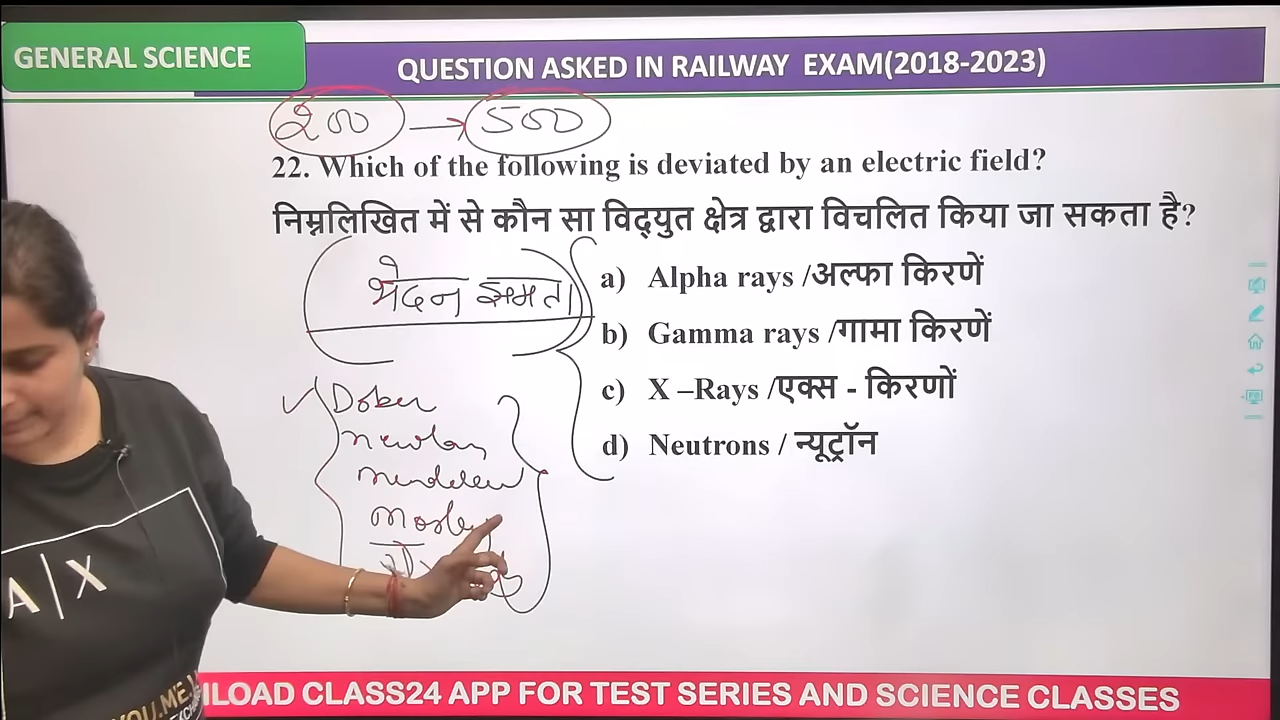 GENERAL SCIENCE
QUESTION ASKED IN RAILWAY EXAM(2018-2023)
200 → 500
22. Which of the following is deviated by an electric field?
निम्नलिखित में से कौन सा विद्युत क्षेत्र द्वारा विचलित किया जा सकता है?
भेदन क्षमता
a) Alpha rays /अल्फा किरणें
b) Gamma rays /गामा किरणें
c) X –Rays /एक्स - किरणों
d) Neutrons / न्यूट्रॉन
Dober
newlan
mendeleev
A|X
YOU.ME.
LOAD CLASS24 APP FOR TEST SERIES AND SCIENCE CLASSES